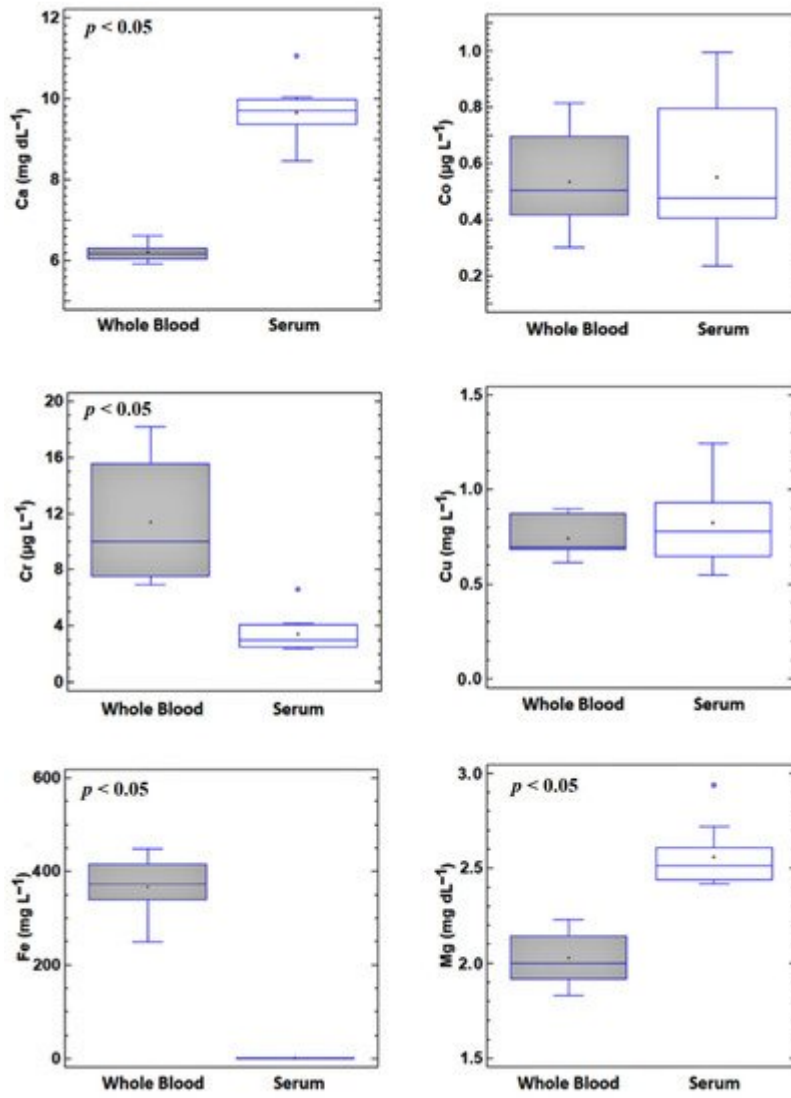 12
p < 0.05
10
8
6
Ca (mg dL⁻¹)
Whole Blood Serum
1.0
0.8
0.6
0.4
0.2
Co (µg L⁻¹)
Whole Blood Serum
20
p < 0.05
16
12
8
4
0
Cr (µg L⁻¹)
Whole Blood Serum
1.5
1.0
0.5
0.0
Cu (mg L⁻¹)
Whole Blood Serum
600
p < 0.05
400
200
0
Fe (mg L⁻¹)
Whole Blood Serum
3.0
p < 0.05
2.5
2.0
1.5
Mg (mg dL⁻¹)
Whole Blood Serum